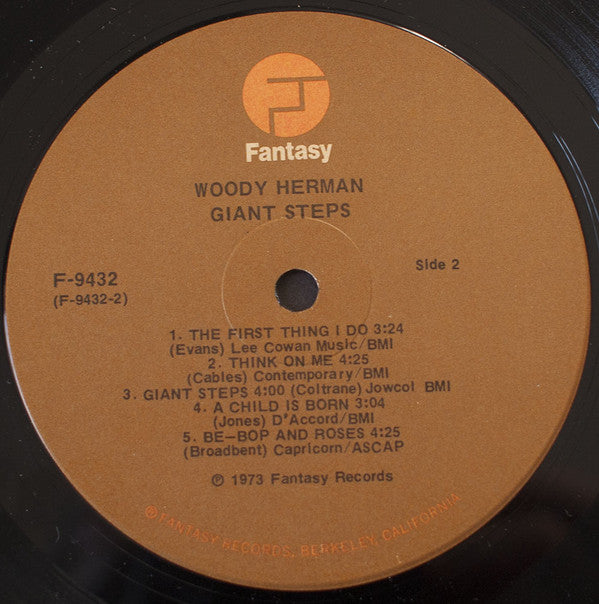 Fantasy
WOODY HERMAN
GIANT STEPS
F-9432
(F-9432-2)
Side 2
1. THE FIRST THING I DO 3:24
(Evans) Lee Cowan Music/BMI
2. THINK ON ME 4:25
(Cables) Contemporary/BMI
3. GIANT STEPS 4:00 (Coltrane) Jowcol BMI
4. A CHILD IS BORN 3:04
(Jones) D'Accord/BMI
5. BE-BOP AND ROSES 4:25
(Broadbent) Capricorn/ASCAP
℗ 1973 Fantasy Records
®FANTASY RECORDS, BERKELEY, CALIFORNIA